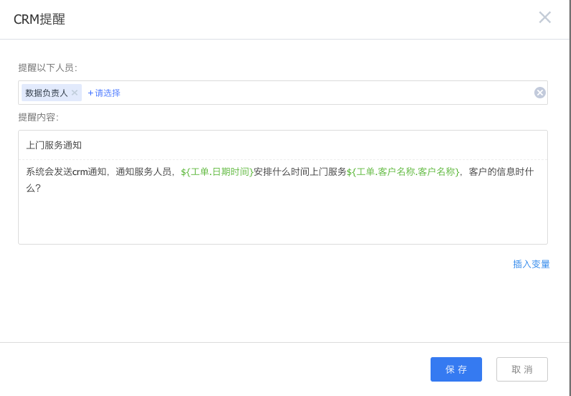 CRM提醒
提醒以下人员：
数据负责人 × +请选择
提醒内容：
上门服务通知
系统会发送crm通知，通知服务人员，${工单.日期时间}安排什么时间上门服务${工单.客户名称.客户名称}，客户的信息时什
么？
插入变量
保 存
取 消